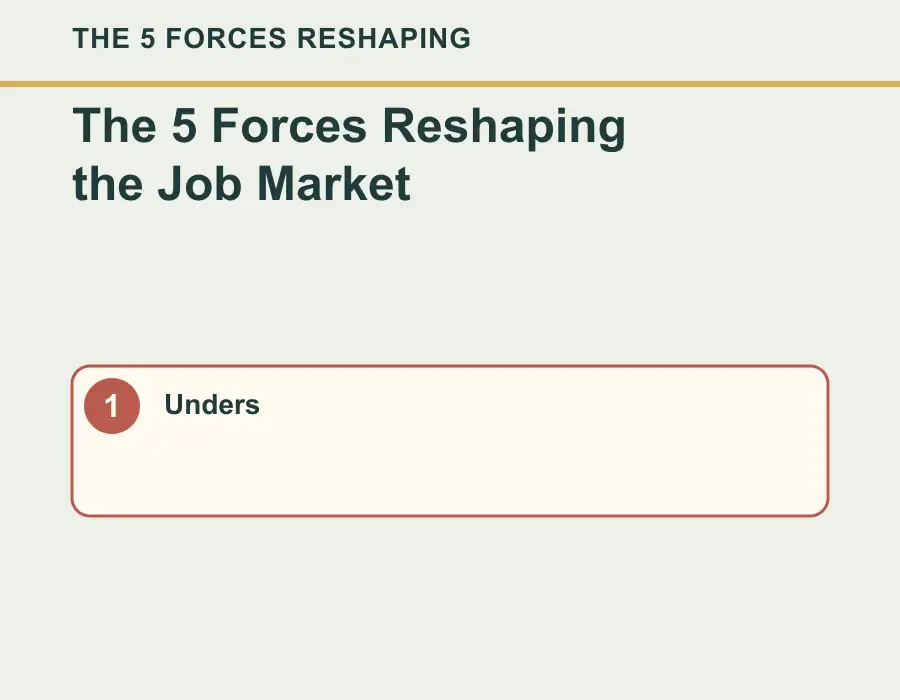 THE 5 FORCES RESHAPING
The 5 Forces Reshaping
the Job Market
1
Unders